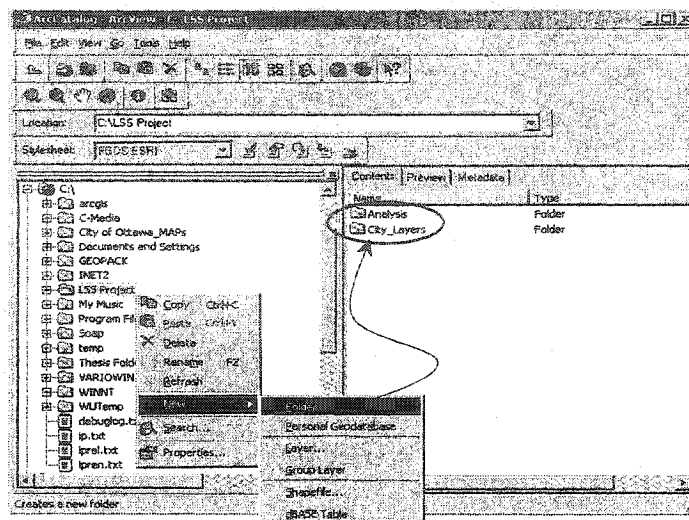 ArcCatalog - ArcView - C:\LSS Project
File Edit View Go Tools Help
Location: C:\LSS Project
Stylesheet: FGDC ESRI
Contents Preview Metadata
Name Type
Analysis Folder
City_Layers Folder
C:\
arcgis
C-Media
City of Ottawa_MAPs
Documents and Settings
GEOPACK
INET2
LSS Project
My Music
Program Fil
Soap
temp
Thesis Fold
VARIOWIN
WINNT
WUTemp
debuglog.t
ip.txt
iprel.txt
ipren.txt
Copy Ctrl+C
Paste Ctrl+V
Delete
Rename F2
Refresh
New
Search...
Properties...
Folder
Personal Geodatabase
Layer...
Group Layer
Shapefile...
dBASE Table
Creates a new folder